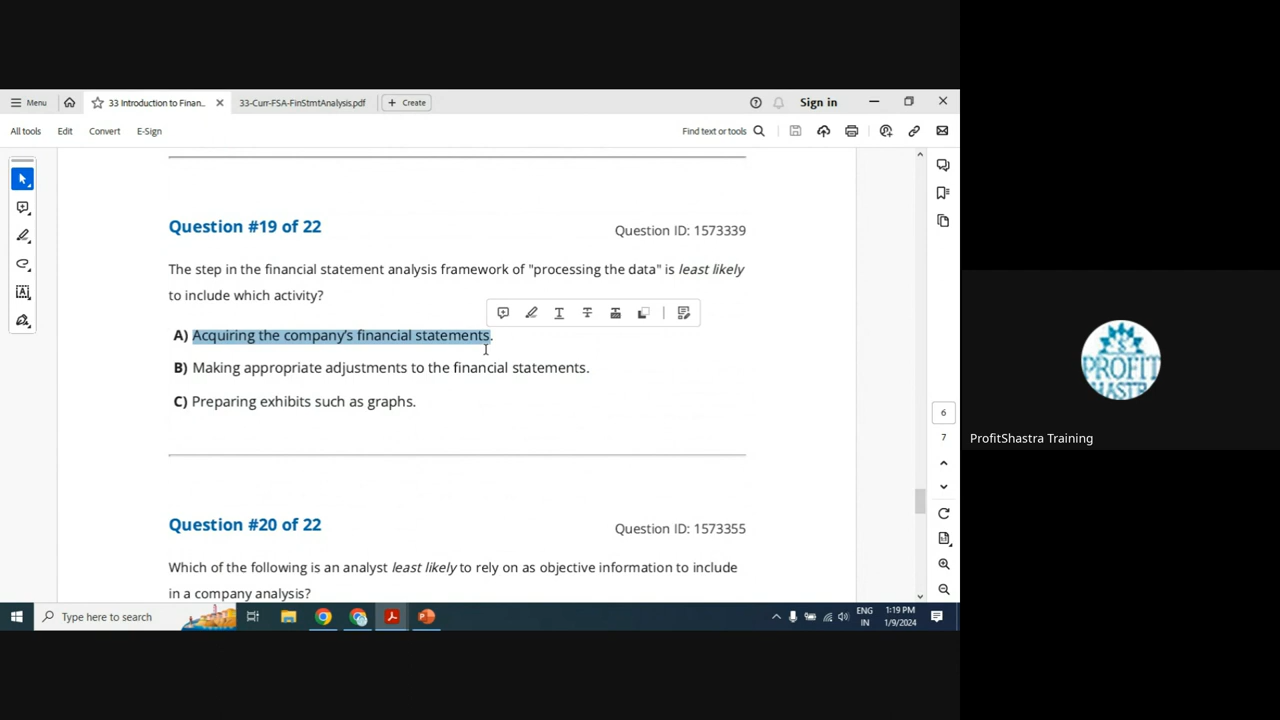 Menu
33 Introduction to Finan...
33-Curr-FSA-FinStmtAnalysis.pdf
Create
Sign in
All tools
Edit
Convert
E-Sign
Find text or tools
Question #19 of 22
Question ID: 1573339
The step in the financial statement analysis framework of "processing the data" is least likely
to include which activity?
A) Acquiring the company's financial statements.
B) Making appropriate adjustments to the financial statements.
C) Preparing exhibits such as graphs.
6
7
Question #20 of 22
Question ID: 1573355
Which of the following is an analyst least likely to rely on as objective information to include
in a company analysis?
PROFIT
SHASTRA
ProfitShastra Training
Type here to search
ENG
IN
1:19 PM
1/9/2024